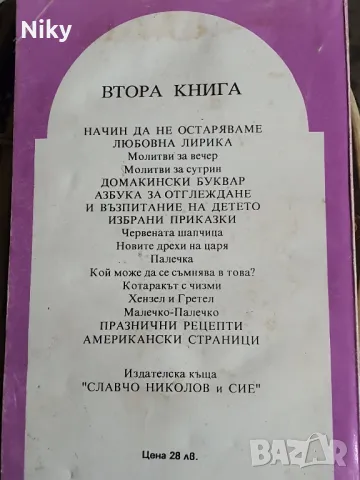 Niky
ВТОРА КНИГА
НАЧИН ДА НЕ ОСТАРЯВАМЕ
ЛЮБОВНА ЛИРИКА
Молитви за вечер
Молитви за сутрин
ДОМАКИНСКИ БУКВАР
АЗБУКА ЗА ОТГЛЕЖДАНЕ
И ВЪЗПИТАНИЕ НА ДЕТЕТО
ИЗБРАНИ ПРИКАЗКИ
Червената шапчица
Новите дрехи на царя
Палечка
Кой може да се съмнява в това?
Котаракът с чизми
Хензел и Гретел
Малечко-Палечко
ПРАЗНИЧНИ РЕЦЕПТИ
АМЕРИКАНСКИ СТРАНИЦИ
Издателска къща
"СЛАВЧО НИКОЛОВ и СИЕ"
Цена 28 лв.
bazar